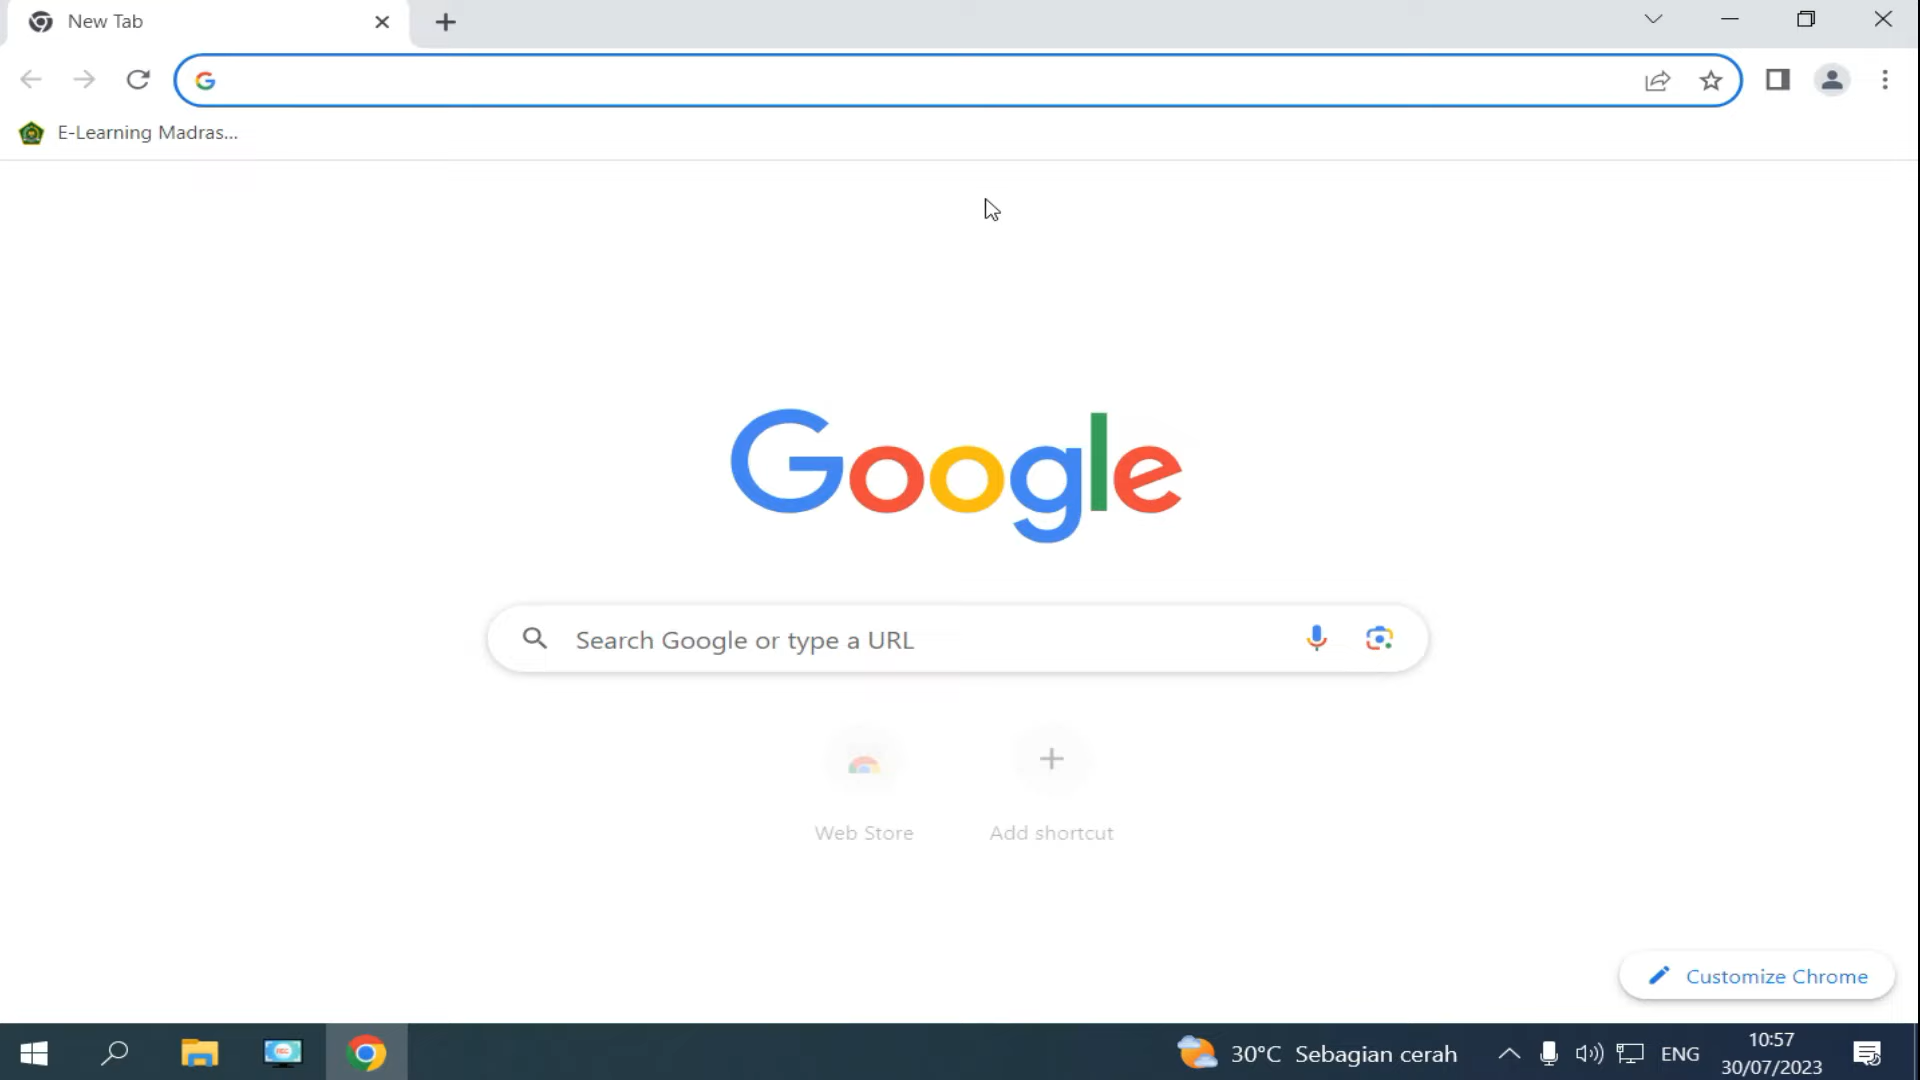 New Tab
E-Learning Madras...
Google
Search Google or type a URL
Web Store
Add shortcut
Customize Chrome
30°C Sebagian cerah
ENG
10:57
30/07/2023